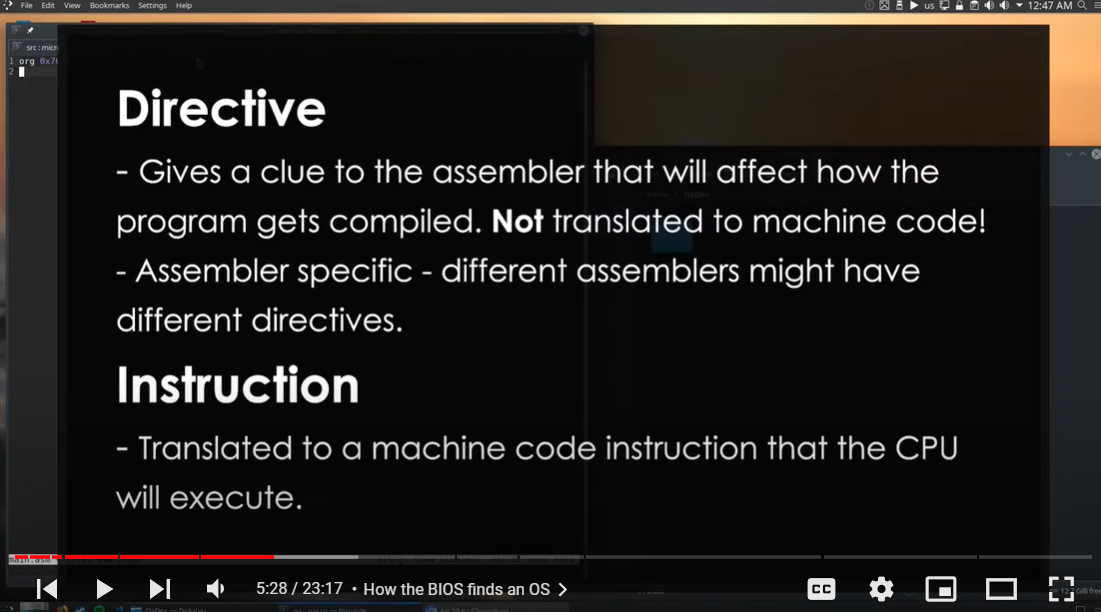 File Edit View Bookmarks Settings Help
us 12:47 AM
1 org
2
Directive
- Gives a clue to the assembler that will affect how the
program gets compiled. Not translated to machine code!
- Assembler specific - different assemblers might have
different directives.
Instruction
- Translated to a machine code instruction that the CPU
will execute.
main.asm
5:28 / 23:17 • How the BIOS finds an OS
CC